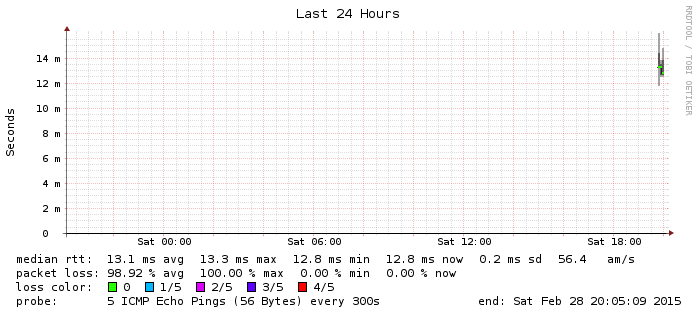 Last 24 Hours
RRDTOOL / TOBI OETIKER
Seconds
14 m
12 m
10 m
8 m
6 m
4 m
2 m
0
Sat 00:00 Sat 06:00 Sat 12:00 Sat 18:00
median rtt: 13.1 ms avg 13.3 ms max 12.8 ms min 12.8 ms now 0.2 ms sd 56.4 am/s
packet loss: 98.92 % avg 100.00 % max 0.00 % min 0.00 % now
loss color: 0 1/5 2/5 3/5 4/5
probe: 5 ICMP Echo Pings (56 Bytes) every 300s end: Sat Feb 28 20:05:09 2015